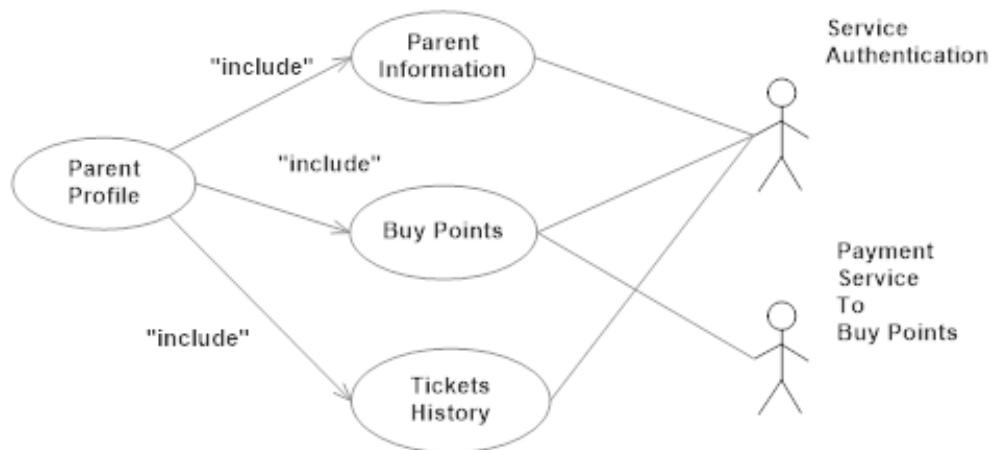 Parent
Information
Service
Authentication
"include"
"include"
Parent
Profile
Buy Points
Payment
Service
To
Buy Points
"include"
Tickets
History